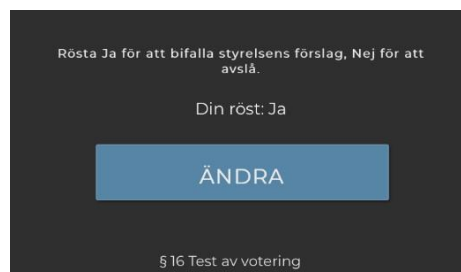 Rösta Ja för att bifalla styrelsens förslag, Nej för att
avslå.
Din röst: Ja
ÄNDRA
§ 16 Test av votering